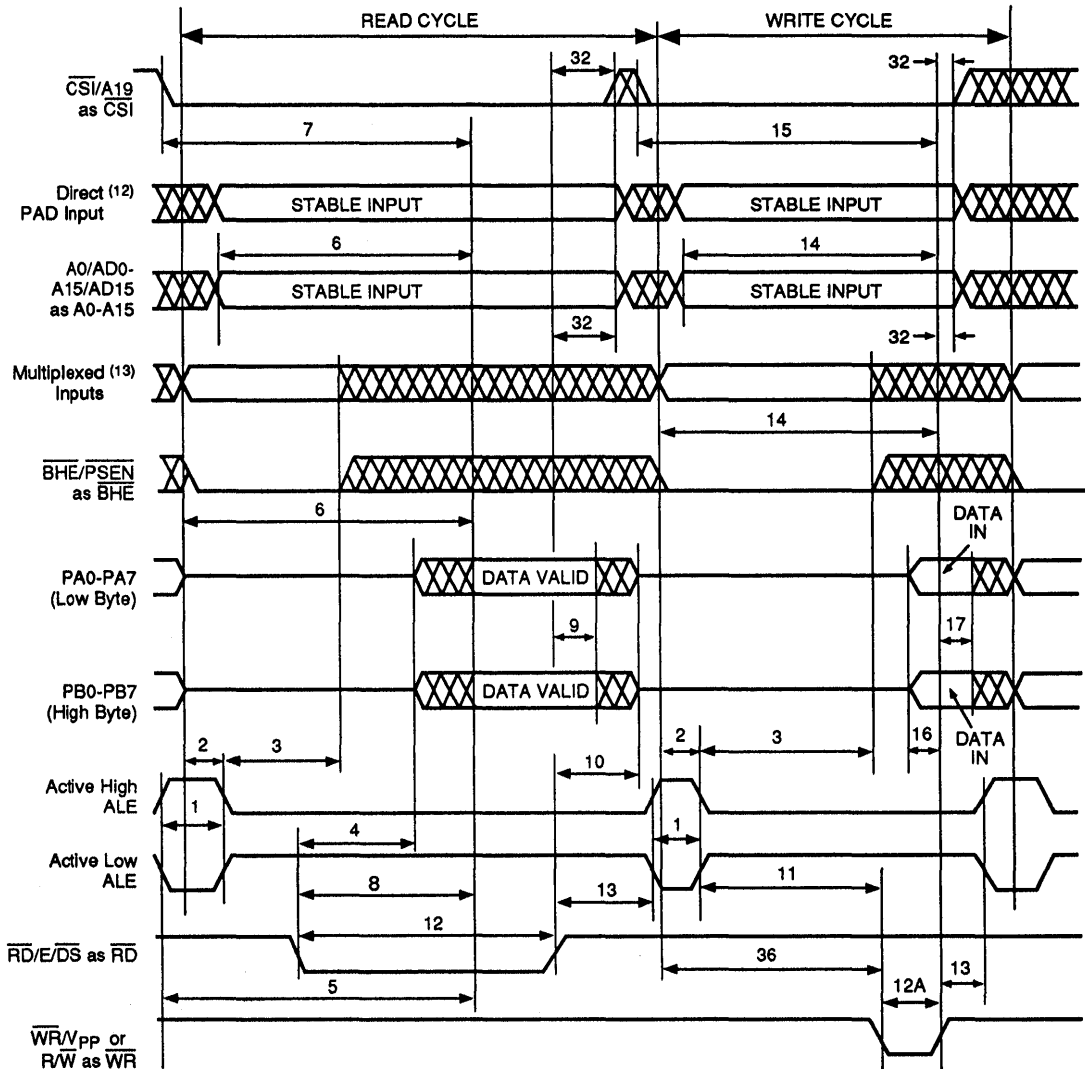 READ CYCLE WRITE CYCLE
32 32
CSI/A19
as CSI
7 15
Direct (12)
PAD Input
STABLE INPUT STABLE INPUT
6 14
A0/AD0-
A15/AD15
as A0-A15
STABLE INPUT STABLE INPUT
32 32
Multiplexed (13)
Inputs
14
BHE/PSEN
as BHE
6
DATA
IN
PA0-PA7
(Low Byte)
DATA VALID
9 17
PB0-PB7
(High Byte)
DATA VALID
DATA
IN
2 3 10 2 3 16
Active High
ALE
1 4 1
Active Low
ALE
8 13 11
12
RD/E/DS as RD
36
5 12A 13
WR/VPP or
R/W as WR